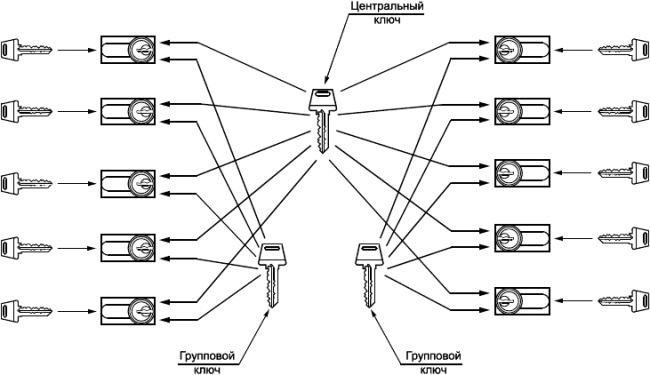 Центральный
ключ
Групповой
ключ
Групповой
ключ